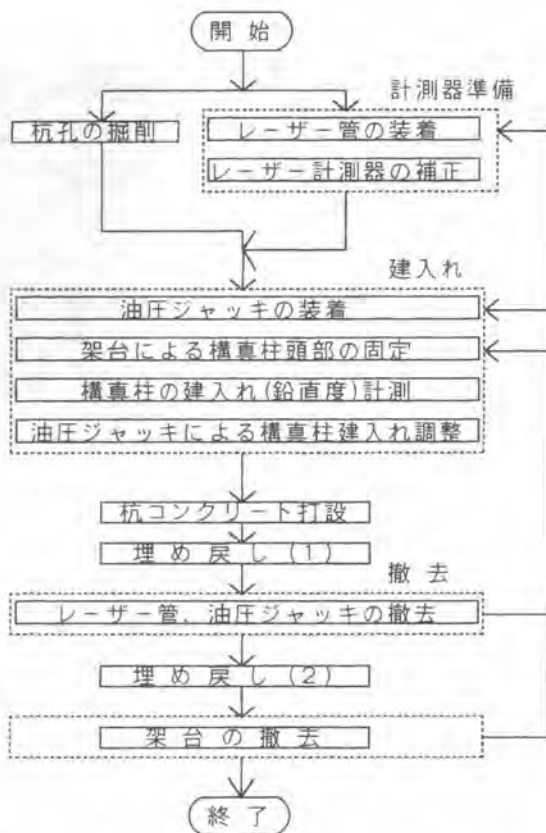 開 始
計測器準備
杭孔の掘削
レーザー管の装着
レーザー計測器の補正
建入れ
油圧ジャッキの装着
架台による構真柱頭部の固定
構真柱の建入れ(鉛直度)計測
油圧ジャッキによる構真柱建入れ調整
杭コンクリート打設
埋 め 戻 し (1)
撤 去
レーザー管、油圧ジャッキの撤去
埋 め 戻 し (2)
架 台 の 撤 去
終 了